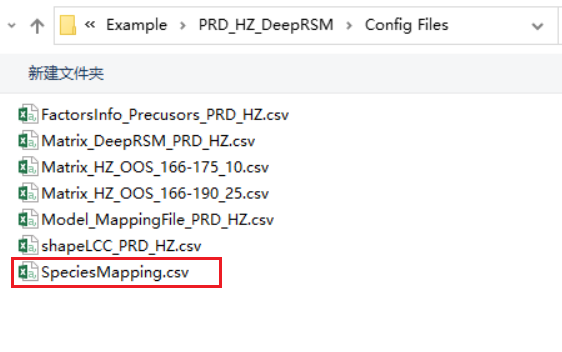 « Example > PRD_HZ_DeepRSM > Config Files
新建文件夹
FactorsInfo_Precusors_PRD_HZ.csv
Matrix_DeepRSM_PRD_HZ.csv
Matrix_HZ_OOS_166-175_10.csv
Matrix_HZ_OOS_166-190_25.csv
Model_MappingFile_PRD_HZ.csv
shapeLCC_PRD_HZ.csv
SpeciesMapping.csv